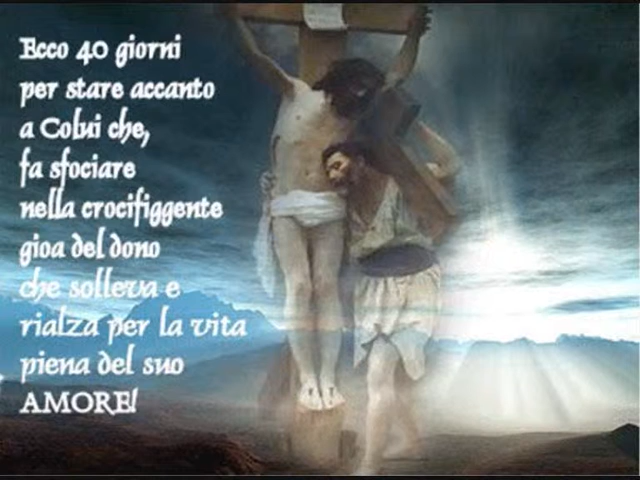 Ecco 40 giorni
per stare accanto
a Colui che,
fa sfociare
nella crocifiggente
gioa del dono
che solleva e
rialza per la vita
piena del suo
AMORE!